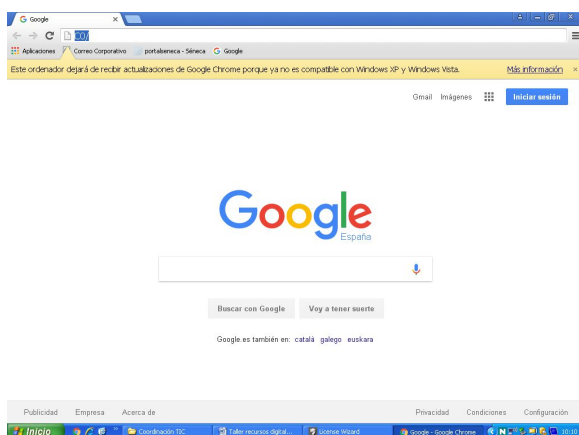 Google
CO/
Aplicaciones Correo Corporativo portalseneca - Séneca Google
Este ordenador dejará de recibir actualizaciones de Google Chrome porque ya no es compatible con Windows XP y Windows Vista. Más información
Gmail Imágenes Iniciar sesión
Google
España
Buscar con Google Voy a tener suerte
Google.es también en: català galego euskara
Publicidad Empresa Acerca de Privacidad Condiciones Configuración
Inicio Coordinación TIC Taller recursos digital... License Wizard Google - Google Chrome 10:10